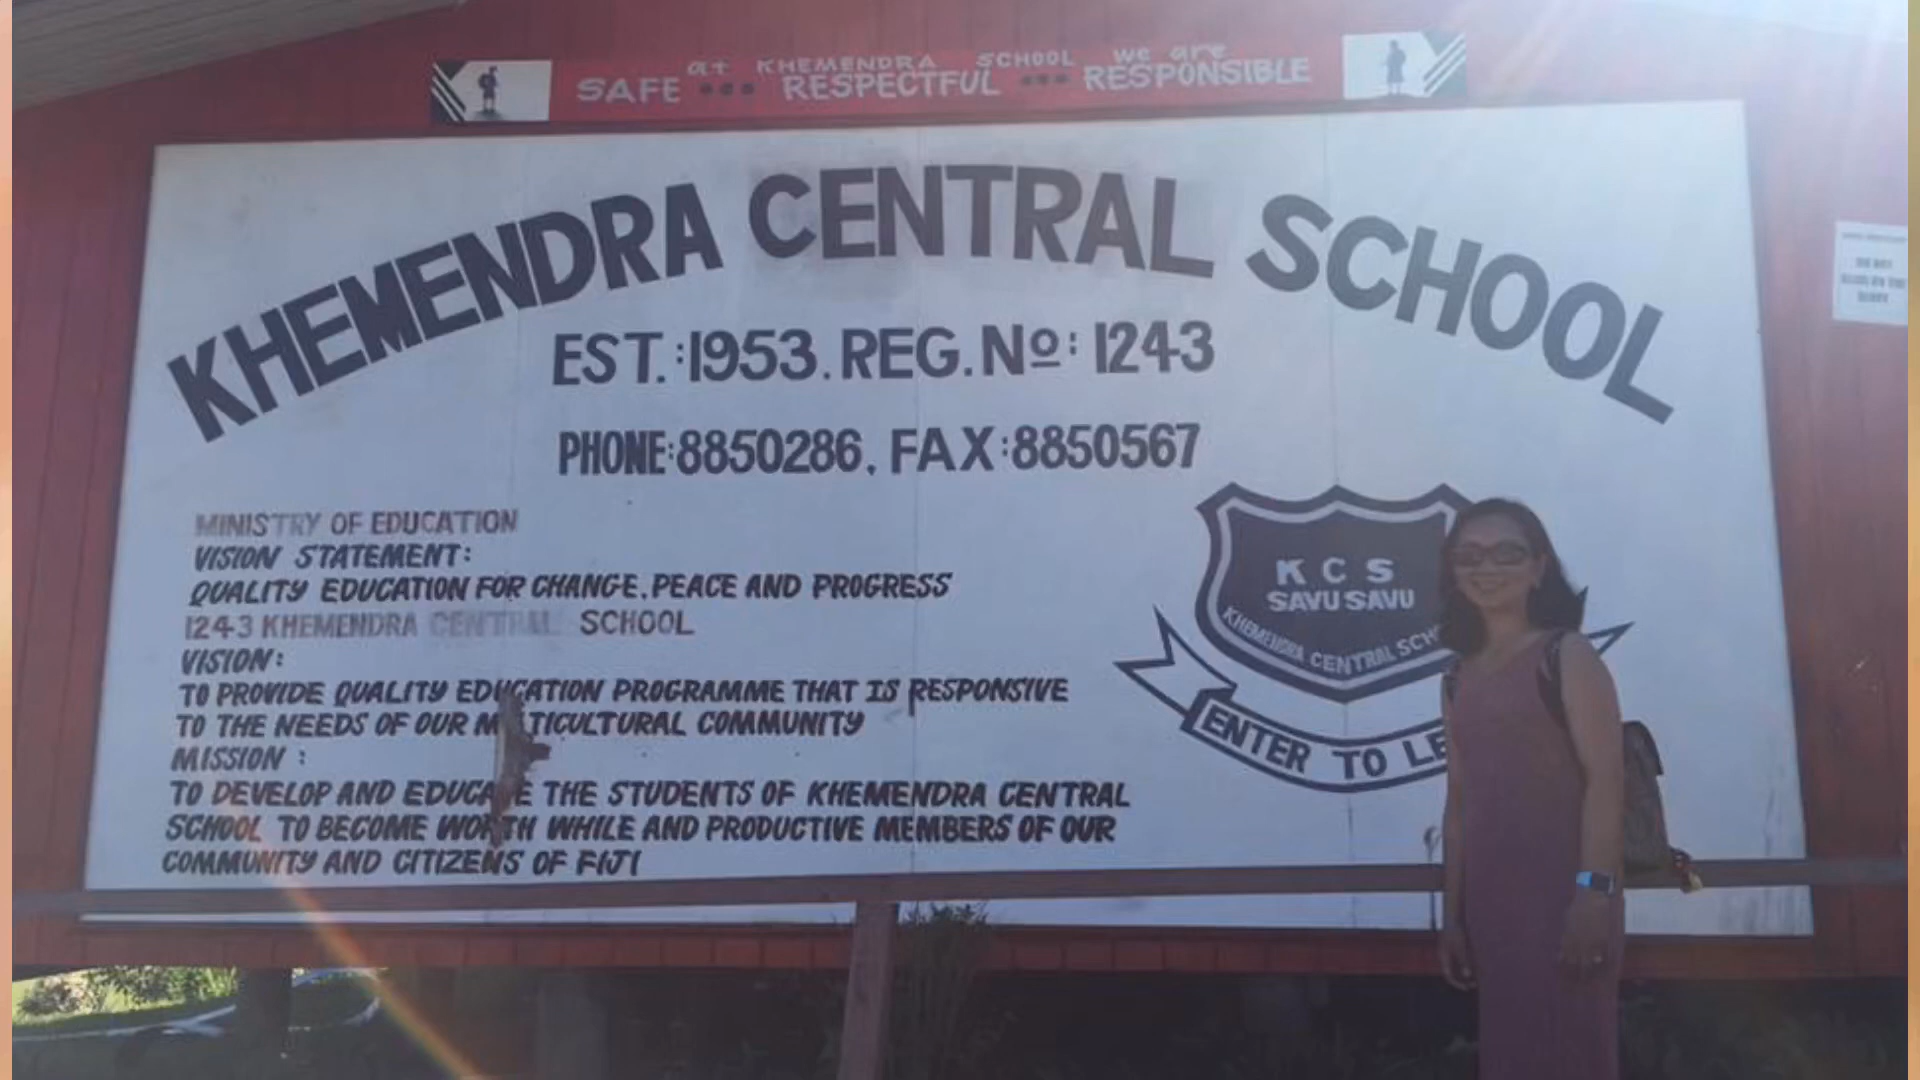 at KHEMENDRA SCHOOL we are
SAFE ... RESPECTFUL ... RESPONSIBLE
KHEMENDRA CENTRAL SCHOOL
EST.:1953. REG. Nº: 1243
PHONE:8850286, FAX:8850567
MINISTRY OF EDUCATION
VISION STATEMENT:
QUALITY EDUCATION FOR CHANGE, PEACE AND PROGRESS
1243 KHEMENDRA CENTRAL SCHOOL
VISION:
TO PROVIDE QUALITY EDUCATION PROGRAMME THAT IS RESPONSIVE
TO THE NEEDS OF OUR M TICULTURAL COMMUNITY
MISSION :
TO DEVELOP AND EDUCATE THE STUDENTS OF KHEMENDRA CENTRAL
SCHOOL TO BECOME WORTH WHILE AND PRODUCTIVE MEMBERS OF OUR
COMMUNITY AND CITIZENS OF FIJI
K C S
SAVUSAVU
KHEMENDRA CENTRAL SCH
ENTER TO LE